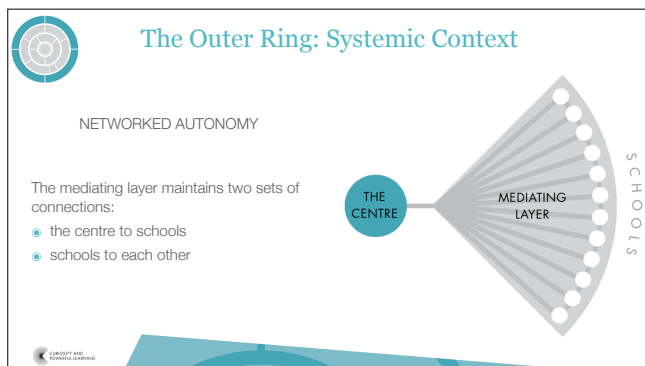 The Outer Ring: Systemic Context
NETWORKED AUTONOMY
The mediating layer maintains two sets of
connections:
the centre to schools
schools to each other
THE
CENTRE
MEDIATING
LAYER
SCHOOLS
CURIOSITY AND
POWERFUL LEARNING